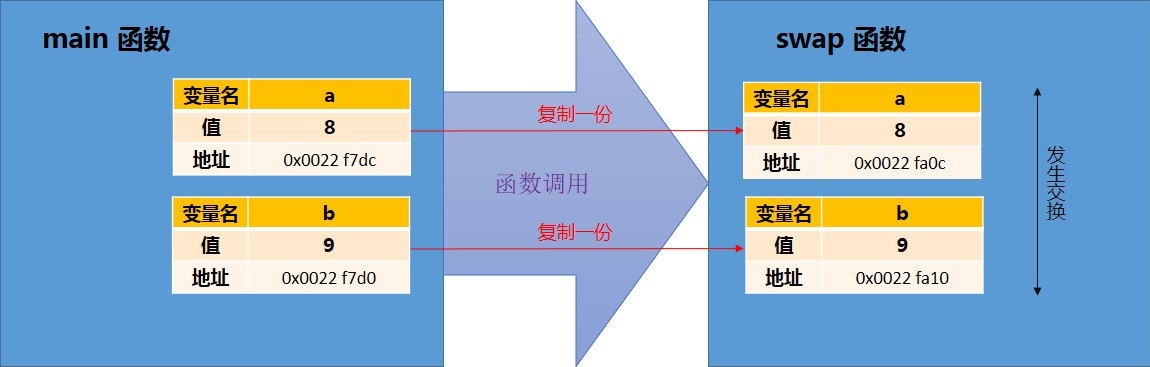 main 函数
变量名 a
值 8
地址 0x0022 f7dc
变量名 b
值 9
地址 0x0022 f7d0
复制一份
函数调用
复制一份
swap 函数
变量名 a
值 8
地址 0x0022 fa0c
变量名 b
值 9
地址 0x0022 fa10
发生交换